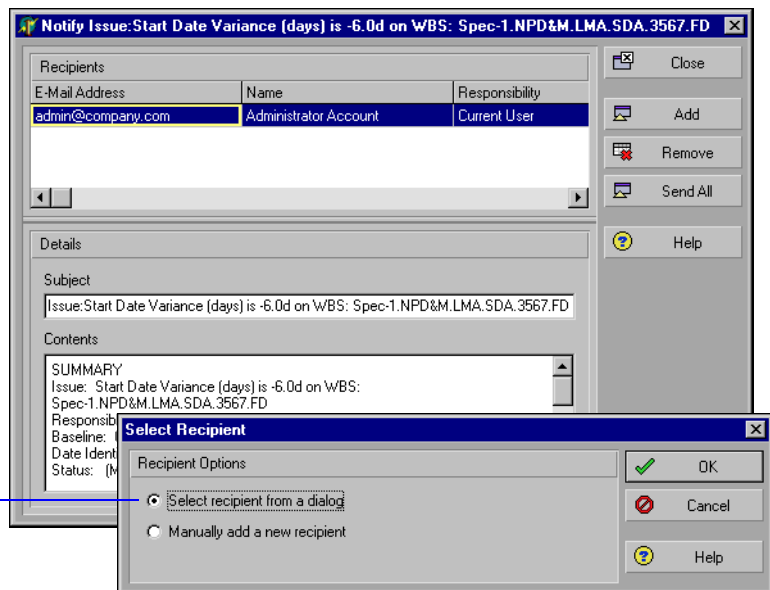 Notify Issue:Start Date Variance (days) is -6.0d on WBS: Spec-1.NPD&M.LMA.SDA.3567.FD
Recipients
E-Mail Address Name Responsibility
admin@company.com Administrator Account Current User
Close
Add
Remove
Send All
Help
Details
Subject
Issue:Start Date Variance (days) is -6.0d on WBS: Spec-1.NPD&M.LMA.SDA.3567.FD
Contents
SUMMARY
Issue: Start Date Variance (days) is -6.0d on WBS:
Spec-1.NPD&M.LMA.SDA.3567.FD
Responsib
Baseline:
Date Ident
Status: (M
Select Recipient
Recipient Options
Select recipient from a dialog
Manually add a new recipient
OK
Cancel
Help